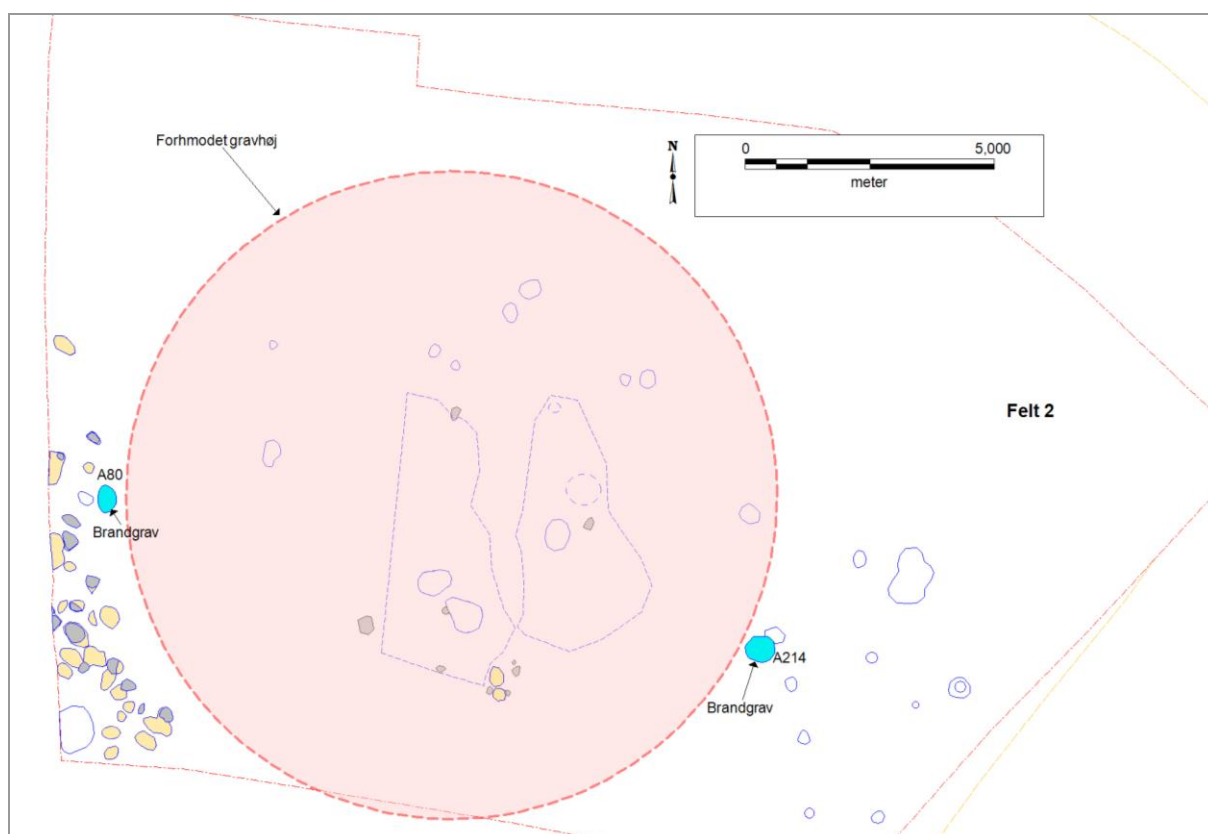 Forhmodet gravhøj
N
0
5,000
meter
Felt 2
A80
Brandgrav
A214
Brandgrav